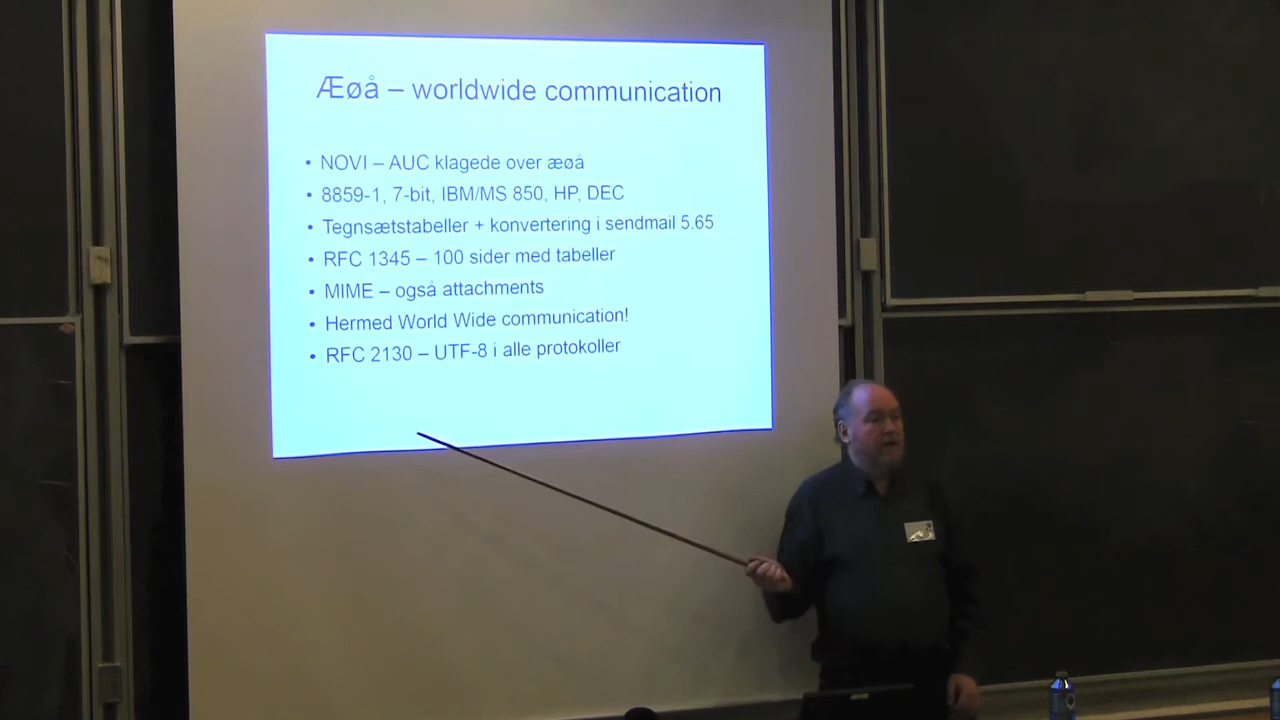 Æøå – worldwide communication
• NOVI – AUC klagede over æøå
• 8859-1, 7-bit, IBM/MS 850, HP, DEC
• Tegnsætstabeller + konvertering i sendmail 5.65
• RFC 1345 – 100 sider med tabeller
• MIME – også attachments
• Hermed World Wide communication!
• RFC 2130 – UTF-8 i alle protokoller